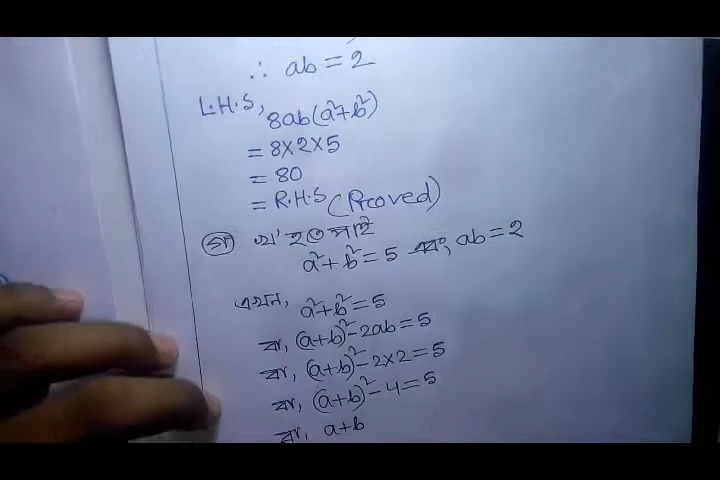 ∴ ab = 2
L.H.S,
8ab(a²+b²)
= 8×2×5
= 80
= R.H.S (Proved)
(গ) খ' হতে পাই
a²+b² = 5 এবং, ab = 2
এখন, a²+b² = 5
বা, (a+b)² - 2ab = 5
বা, (a+b)² - 2×2 = 5
বা, (a+b)² - 4 = 5
বা, a+b